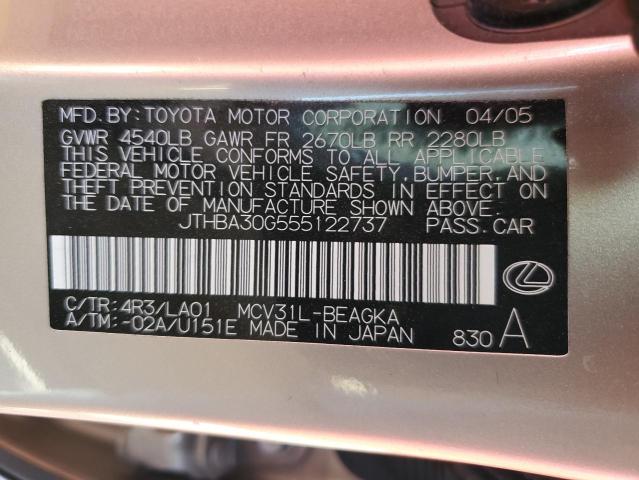 MFD.BY:TOYOTA MOTOR CORPORATION 04/05
GVWR 4540LB GAWR FR 2670LB RR 2280LB
THIS VEHICLE CONFORMS TO ALL APPLICABLE
FEDERAL MOTOR VEHICLE SAFETY,BUMPER,AND
THEFT PREVENTION STANDARDS IN EFFECT ON
THE DATE OF MANUFACTURE SHOWN ABOVE.
JTHBA30G555122737 PASS.CAR
C/TR:4R3/LA01 MCV31L-BEAGKA
A/TM:-02A/U151E MADE IN JAPAN 830 A